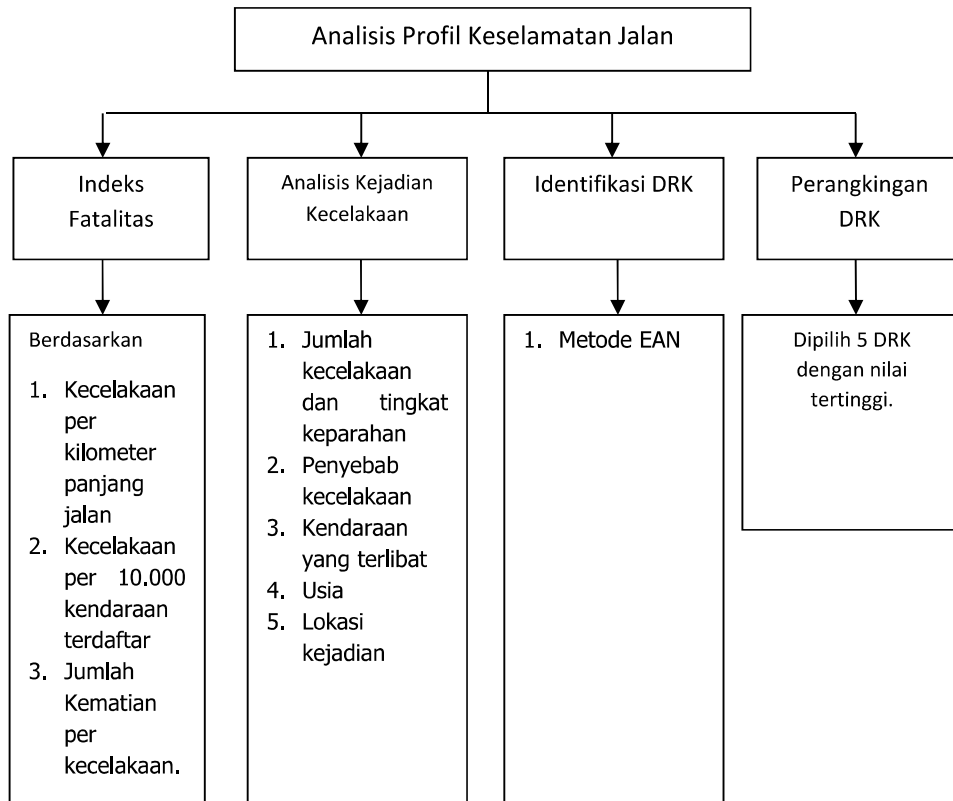 Analisis Profil Keselamatan Jalan
Indeks
Fatalitas
Analisis Kejadian
Kecelakaan
Identifikasi DRK
Perangkingan
DRK
Berdasarkan
1. Kecelakaan
per
kilometer
panjang
jalan
2. Kecelakaan
per 10.000
kendaraan
terdaftar
3. Jumlah
Kematian
per
kecelakaan.
1. Jumlah
kecelakaan
dan tingkat
keparahan
2. Penyebab
kecelakaan
3. Kendaraan
yang terlibat
4. Usia
5. Lokasi
kejadian
1. Metode EAN
Dipilih 5 DRK
dengan nilai
tertinggi.